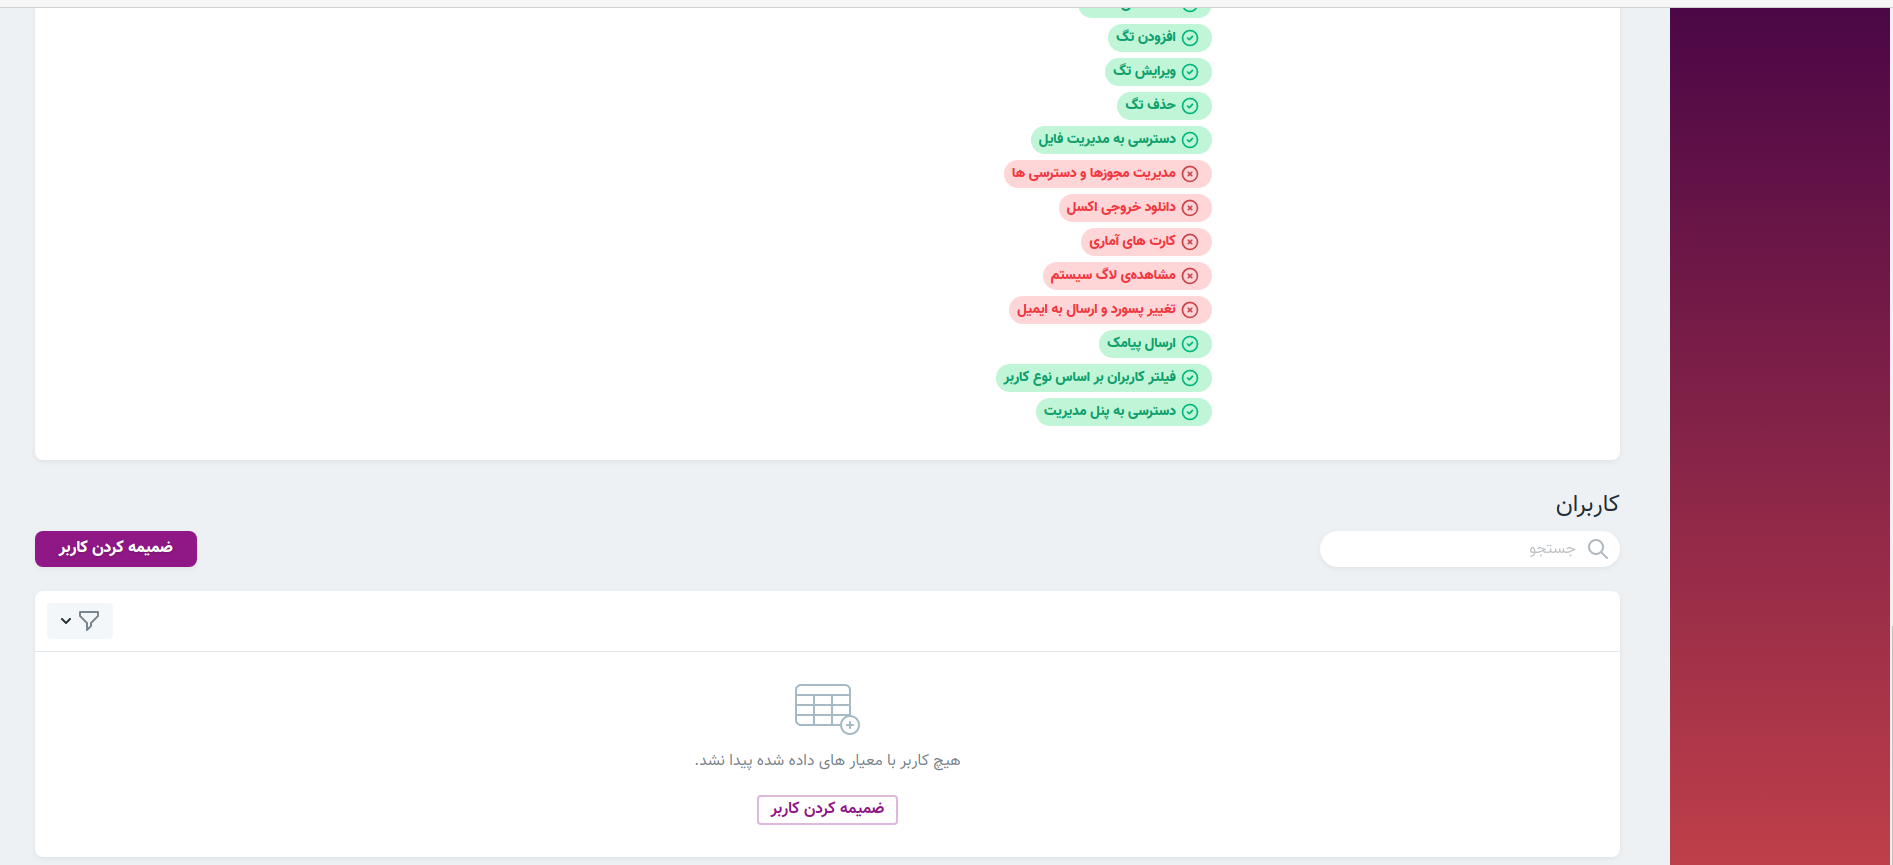 افزودن تگ
ویرایش تگ
حذف تگ
دسترسی به مدیریت فایل
مدیریت مجوزها و دسترسی ها
دانلود خروجی اکسل
کارت های آماری
مشاهده‌ی لاگ سیستم
تغییر پسورد و ارسال به ایمیل
ارسال پیامک
فیلتر کاربران بر اساس نوع کاربر
دسترسی به پنل مدیریت
کاربران
جستجو
ضمیمه کردن کاربر
هیچ کاربر با معیار های داده شده پیدا نشد.
ضمیمه کردن کاربر